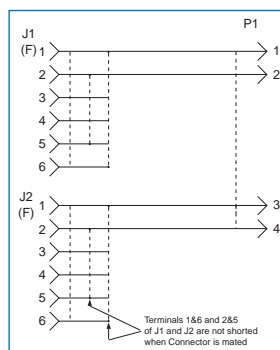 J1
(F)
P1
1
2
3
4
5
6
1
2
J2
(F)
1
2
3
4
5
6
3
4
Terminals 1&6 and 2&5
of J1 and J2 are not shorted
when Connector is mated